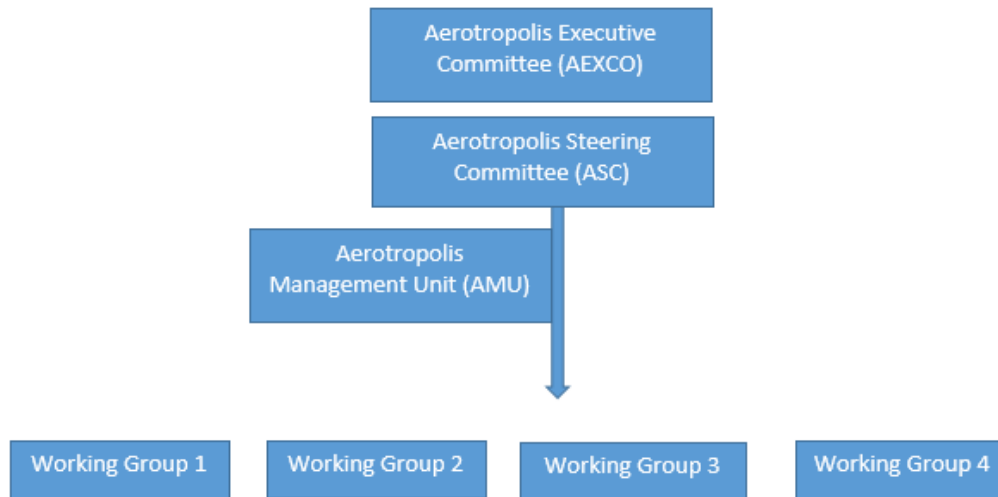 Aerotropolis Executive
Committee (AEXCO)
Aerotropolis Steering
Committee (ASC)
Aerotropolis
Management Unit (AMU)
Working Group 1
Working Group 2
Working Group 3
Working Group 4